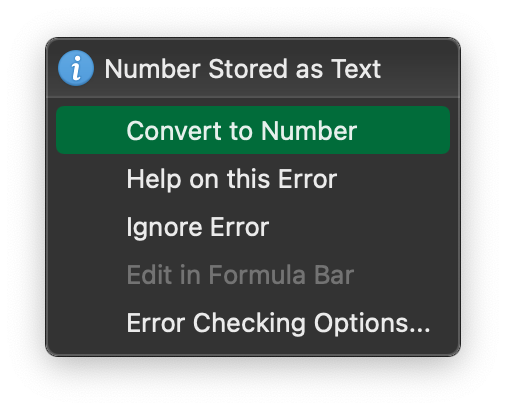 Number Stored as Text
Convert to Number
Help on this Error
Ignore Error
Edit in Formula Bar
Error Checking Options...